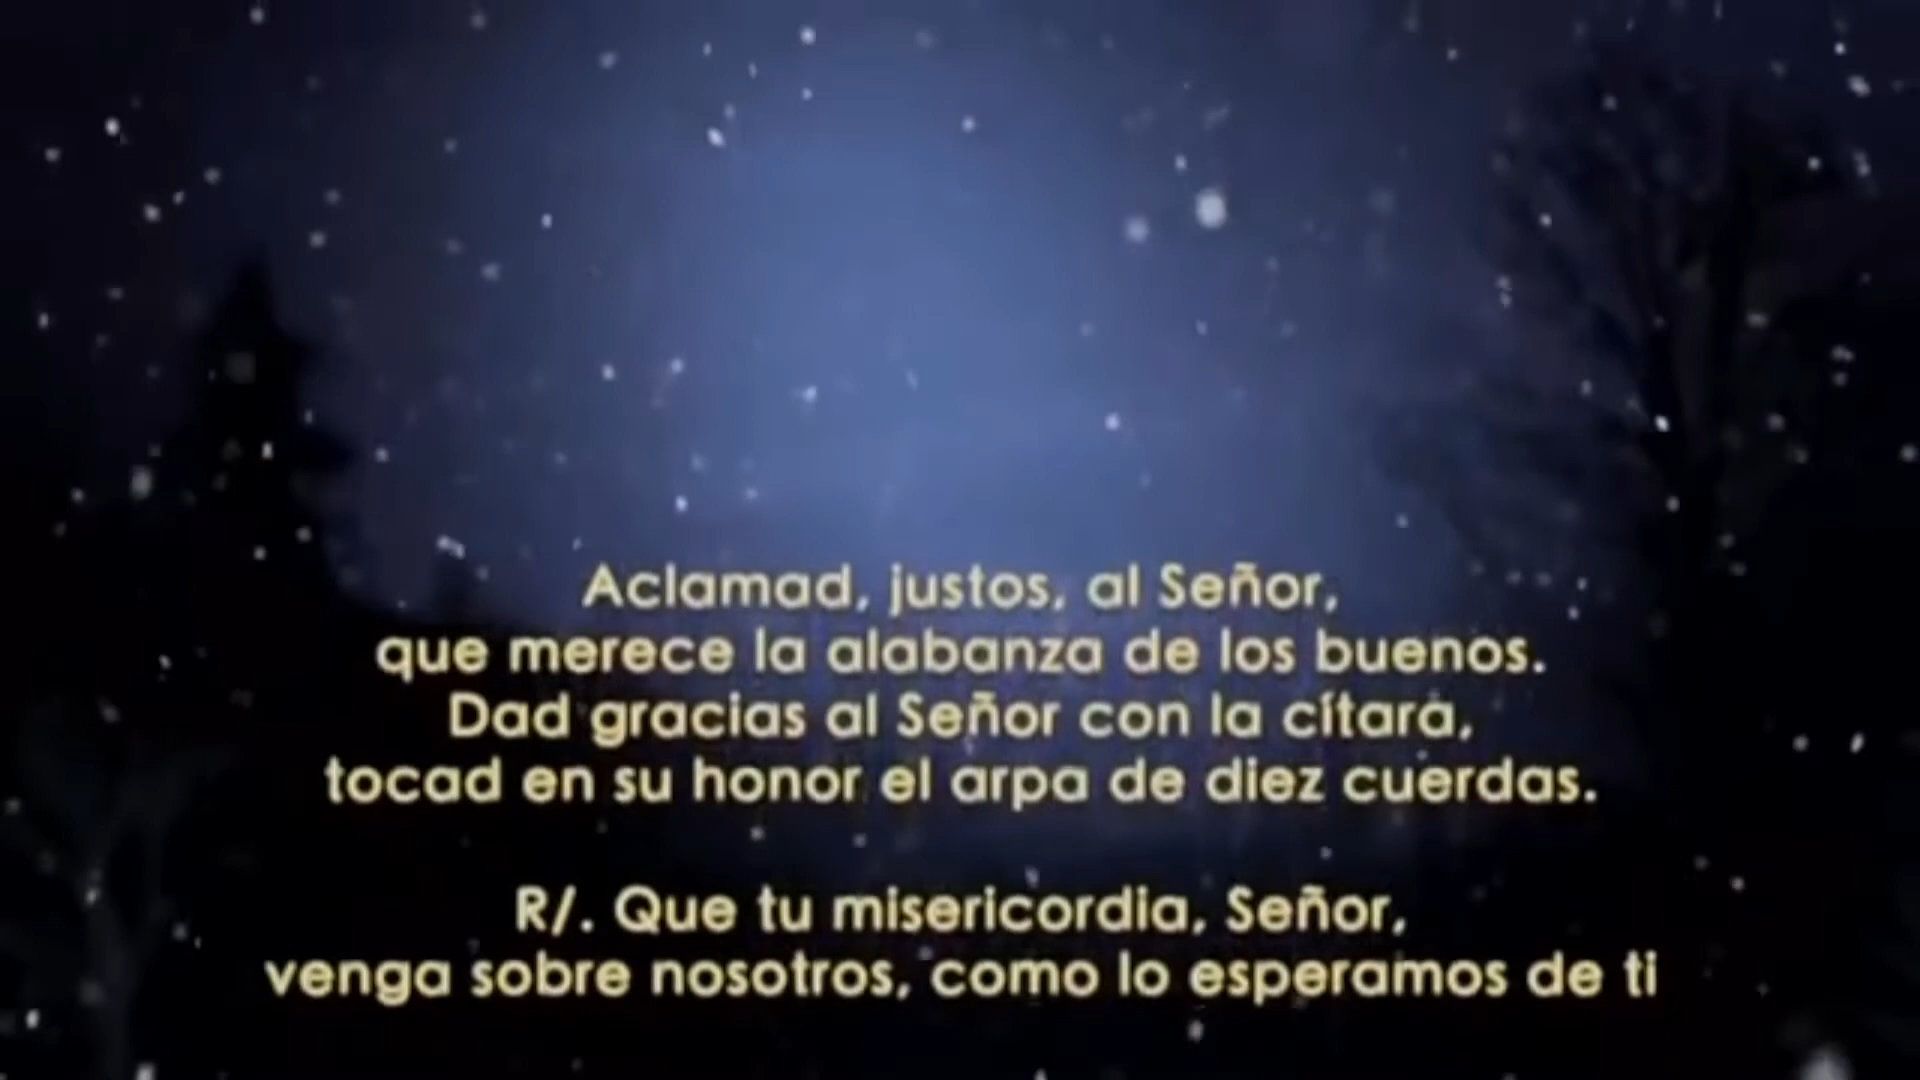 Aclamad, justos, al Señor,
que merece la alabanza de los buenos.
Dad gracias al Señor con la cítara,
tocad en su honor el arpa de diez cuerdas.
R/. Que tu misericordia, Señor,
venga sobre nosotros, como lo esperamos de ti